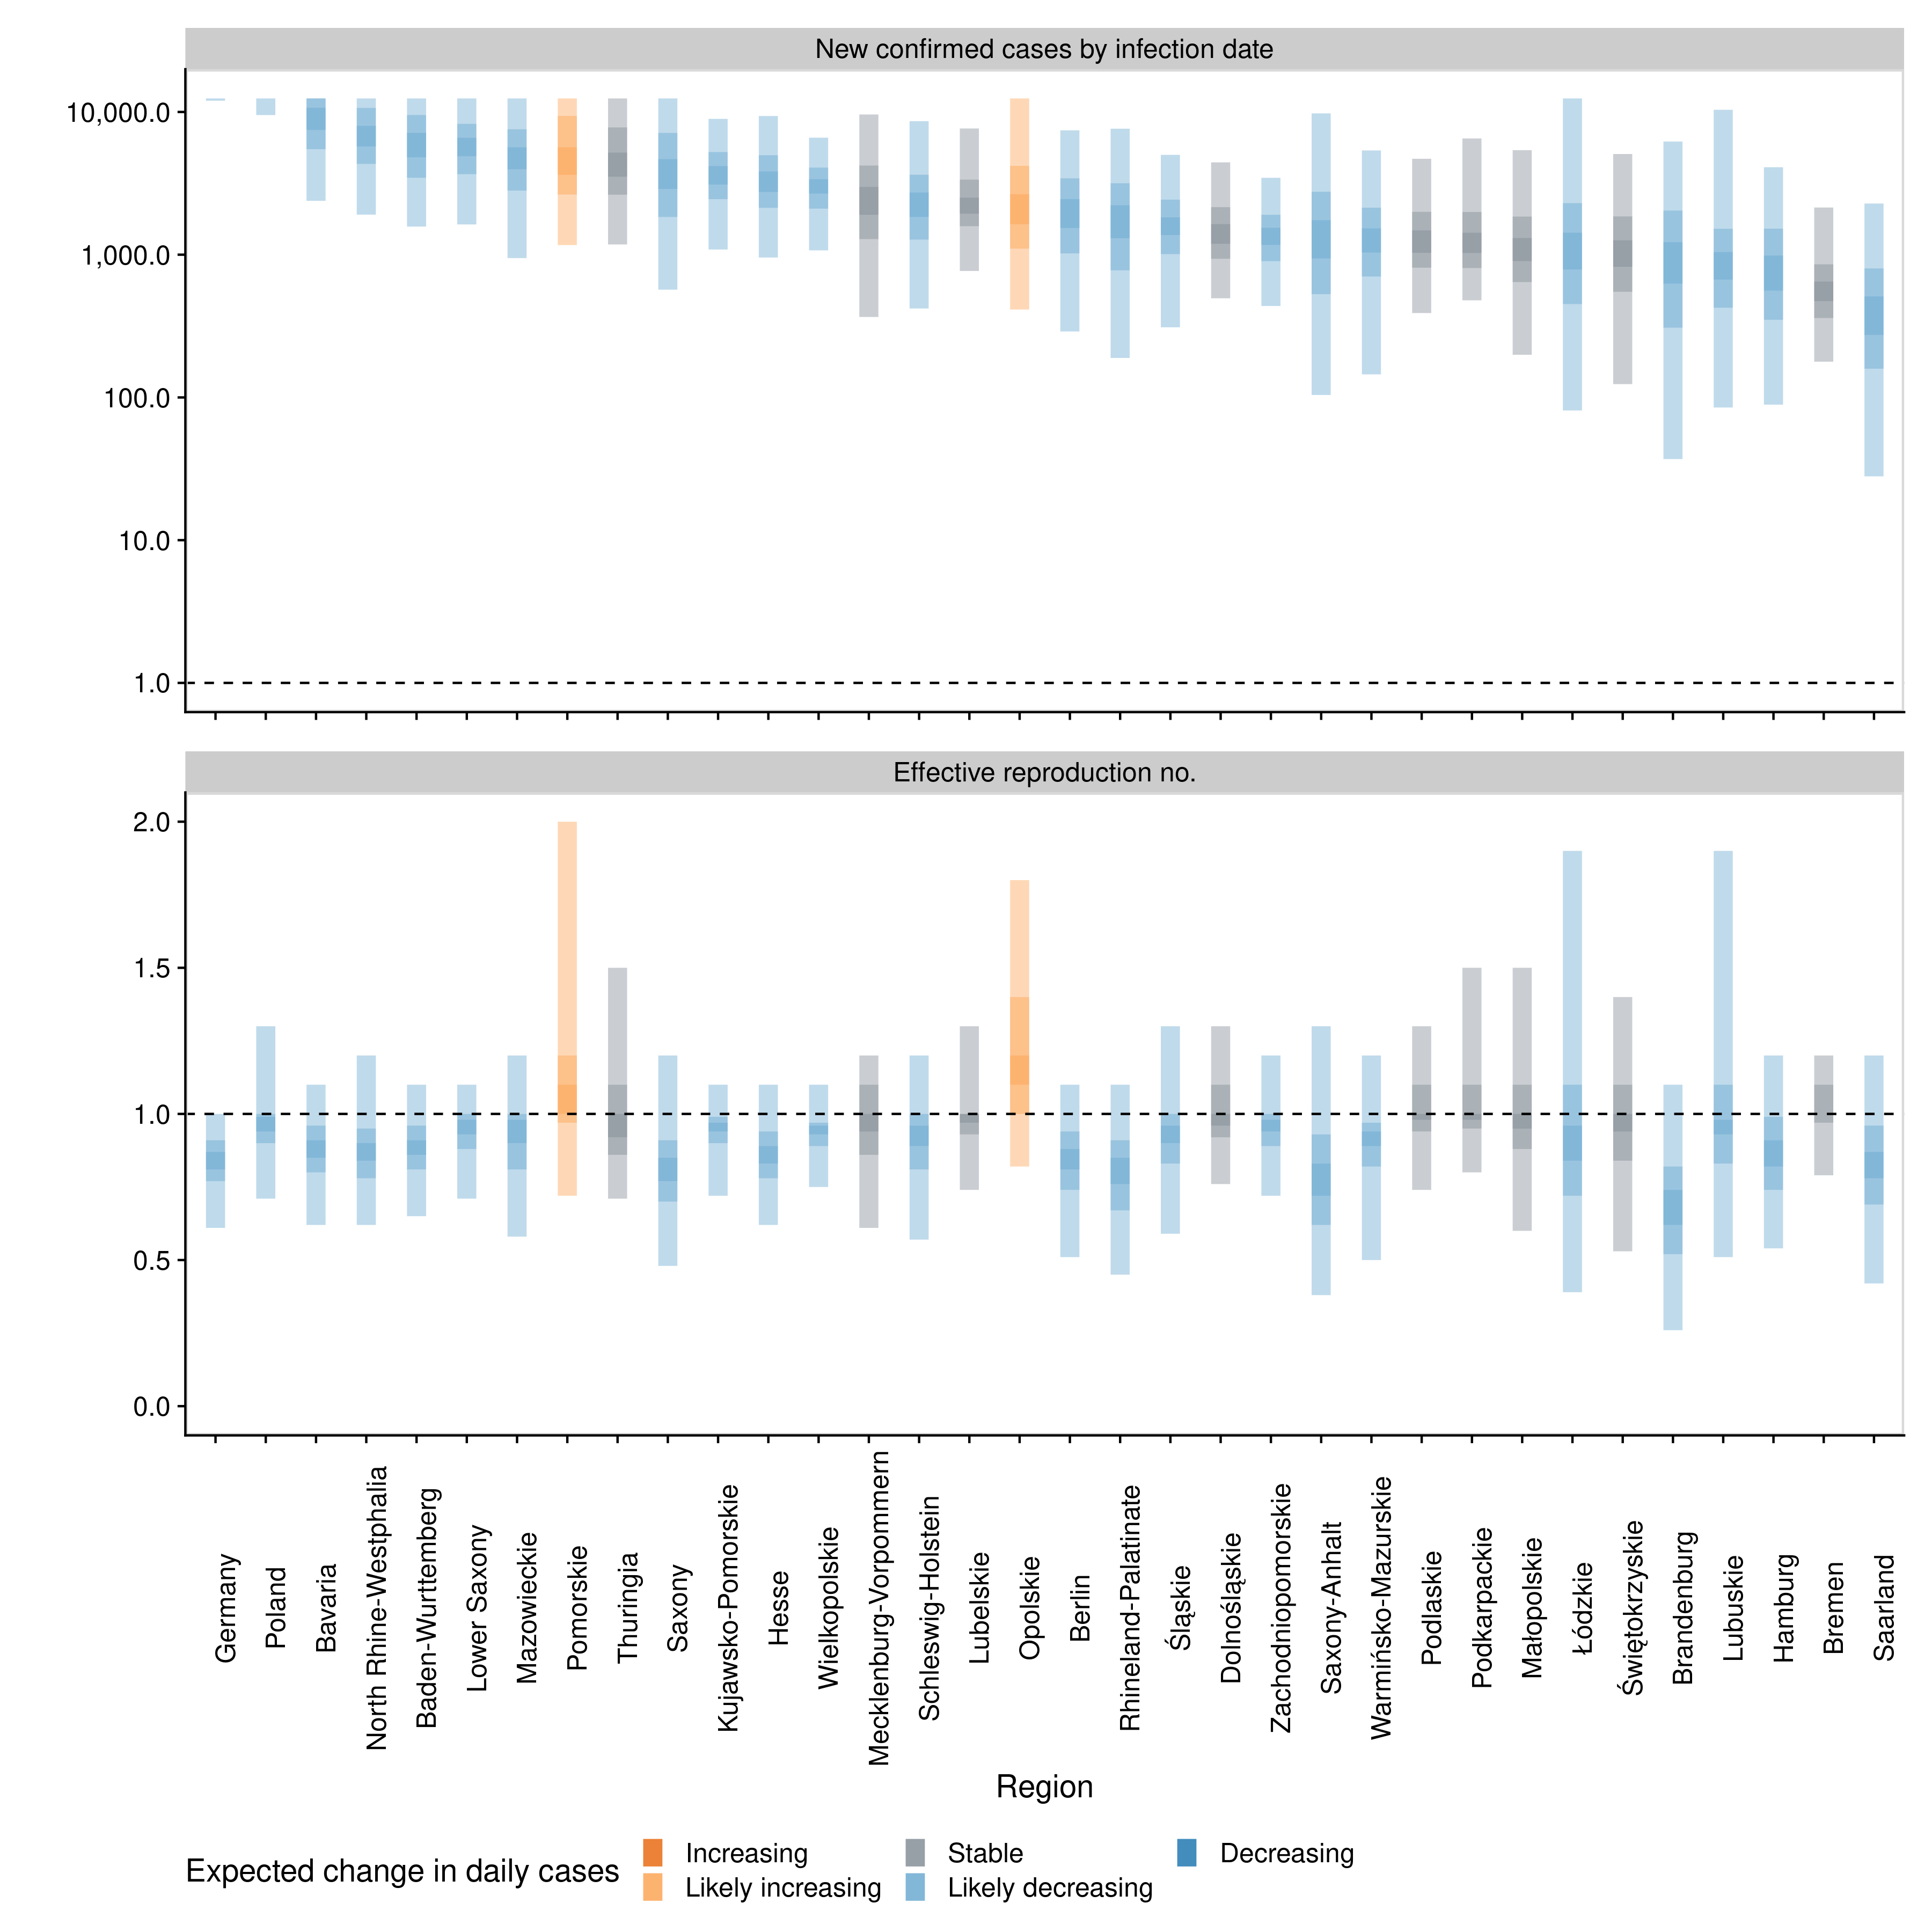 New confirmed cases by infection date
10,000.0
1,000.0
100.0
10.0
1.0
Effective reproduction no.
2.0
1.5
1.0
0.5
0.0
Germany
Poland
Bavaria
North Rhine-Westphalia
Baden-Wurttemberg
Lower Saxony
Mazowieckie
Pomorskie
Thuringia
Saxony
Kujawsko-Pomorskie
Hesse
Wielkopolskie
Mecklenburg-Vorpommern
Schleswig-Holstein
Lubelskie
Opolskie
Berlin
Rhineland-Palatinate
Śląskie
Dolnośląskie
Zachodniopomorskie
Saxony-Anhalt
Warmińsko-Mazurskie
Podlaskie
Podkarpackie
Małopolskie
Łódzkie
Świętokrzyskie
Brandenburg
Lubuskie
Hamburg
Bremen
Saarland
Region
Expected change in daily cases
Increasing
Stable
Decreasing
Likely increasing
Likely decreasing